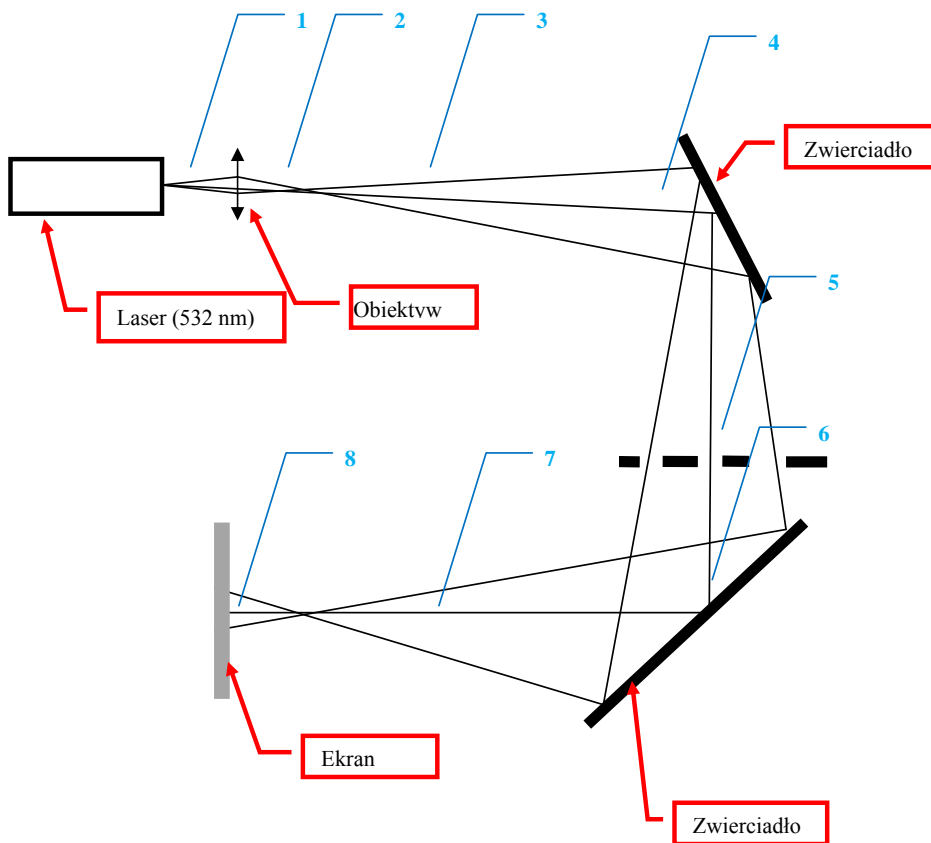 1 2 3
4
Zwierciadło
5
Laser (532 nm)
Obiektvw
6
8 7
Ekran
Zwierciadło